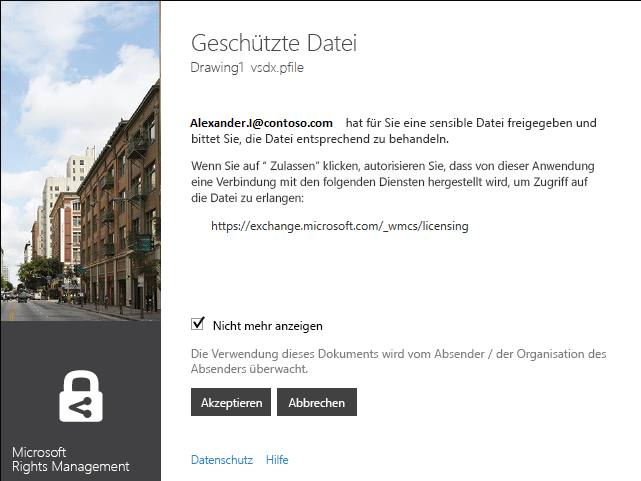 Geschützte Datei
Drawing1 vsdx.pfile
Alexander.I@contoso.com hat für Sie eine sensible Datei freigegeben und
bittet Sie, die Datei entsprechend zu behandeln.
Wenn Sie auf “ Zulassen” klicken, autorisieren Sie, dass von dieser Anwendung
eine Verbindung mit den folgenden Diensten hergestellt wird, um Zugriff auf
die Datei zu erlangen:
https://exchange.microsoft.com/_wmcs/licensing
Nicht mehr anzeigen
Die Verwendung dieses Dokuments wird vom Absender / der Organisation des
Absenders überwacht.
Akzeptieren Abbrechen
Datenschutz Hilfe
Microsoft
Rights Management